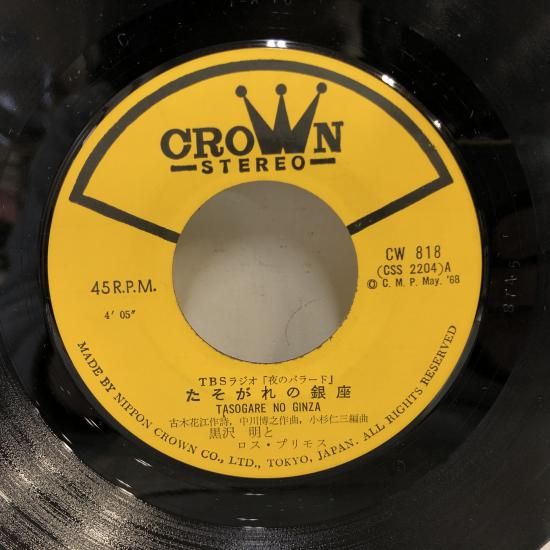 CROWN
STEREO
45 R.P.M.
4′ 05″
CW 818
(CSS 2204)A
© C. M. P. May. '68
TBSラジオ『夜のバラード』
たそがれの銀座
TASOGARE NO GINZA
古木花江作詩，中川博之作曲，小杉仁三編曲
黒沢 明と
ロス・プリモス
MADE BY NIPPON CROWN CO., LTD., TOKYO, JAPAN. ALL RIGHTS RESERVED